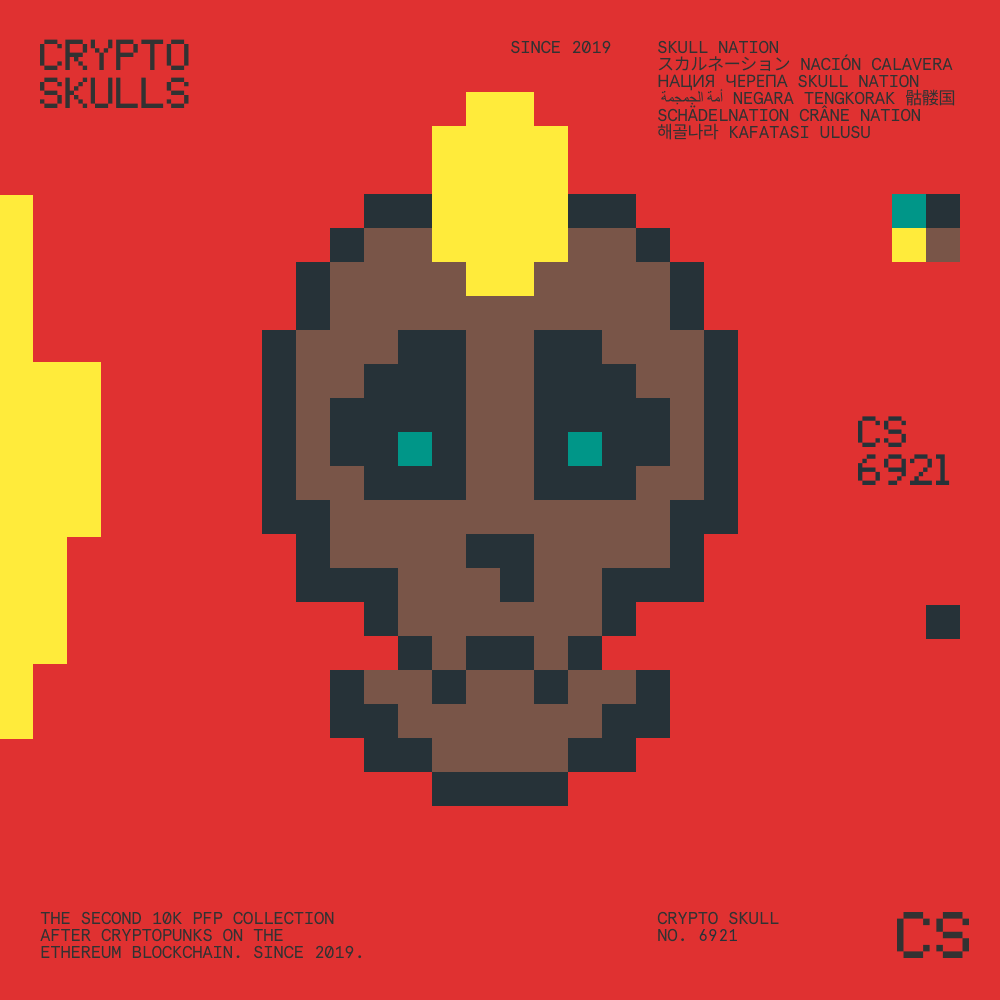 CRYPTO
SKULLS
SINCE 2019
SKULL NATION
スカルネーション NACIÓN CALAVERA
НАЦИЯ ЧЕРЕПА SKULL NATION
أمة الجمجمة NEGARA TENGKORAK 骷髅国
SCHÄDELNATION CRÂNE NATION
해골나라 KAFATASI ULUSU
CS
6921
THE SECOND 10K PFP COLLECTION
AFTER CRYPTOPUNKS ON THE
ETHEREUM BLOCKCHAIN. SINCE 2019.
CRYPTO SKULL
NO. 6921
CS